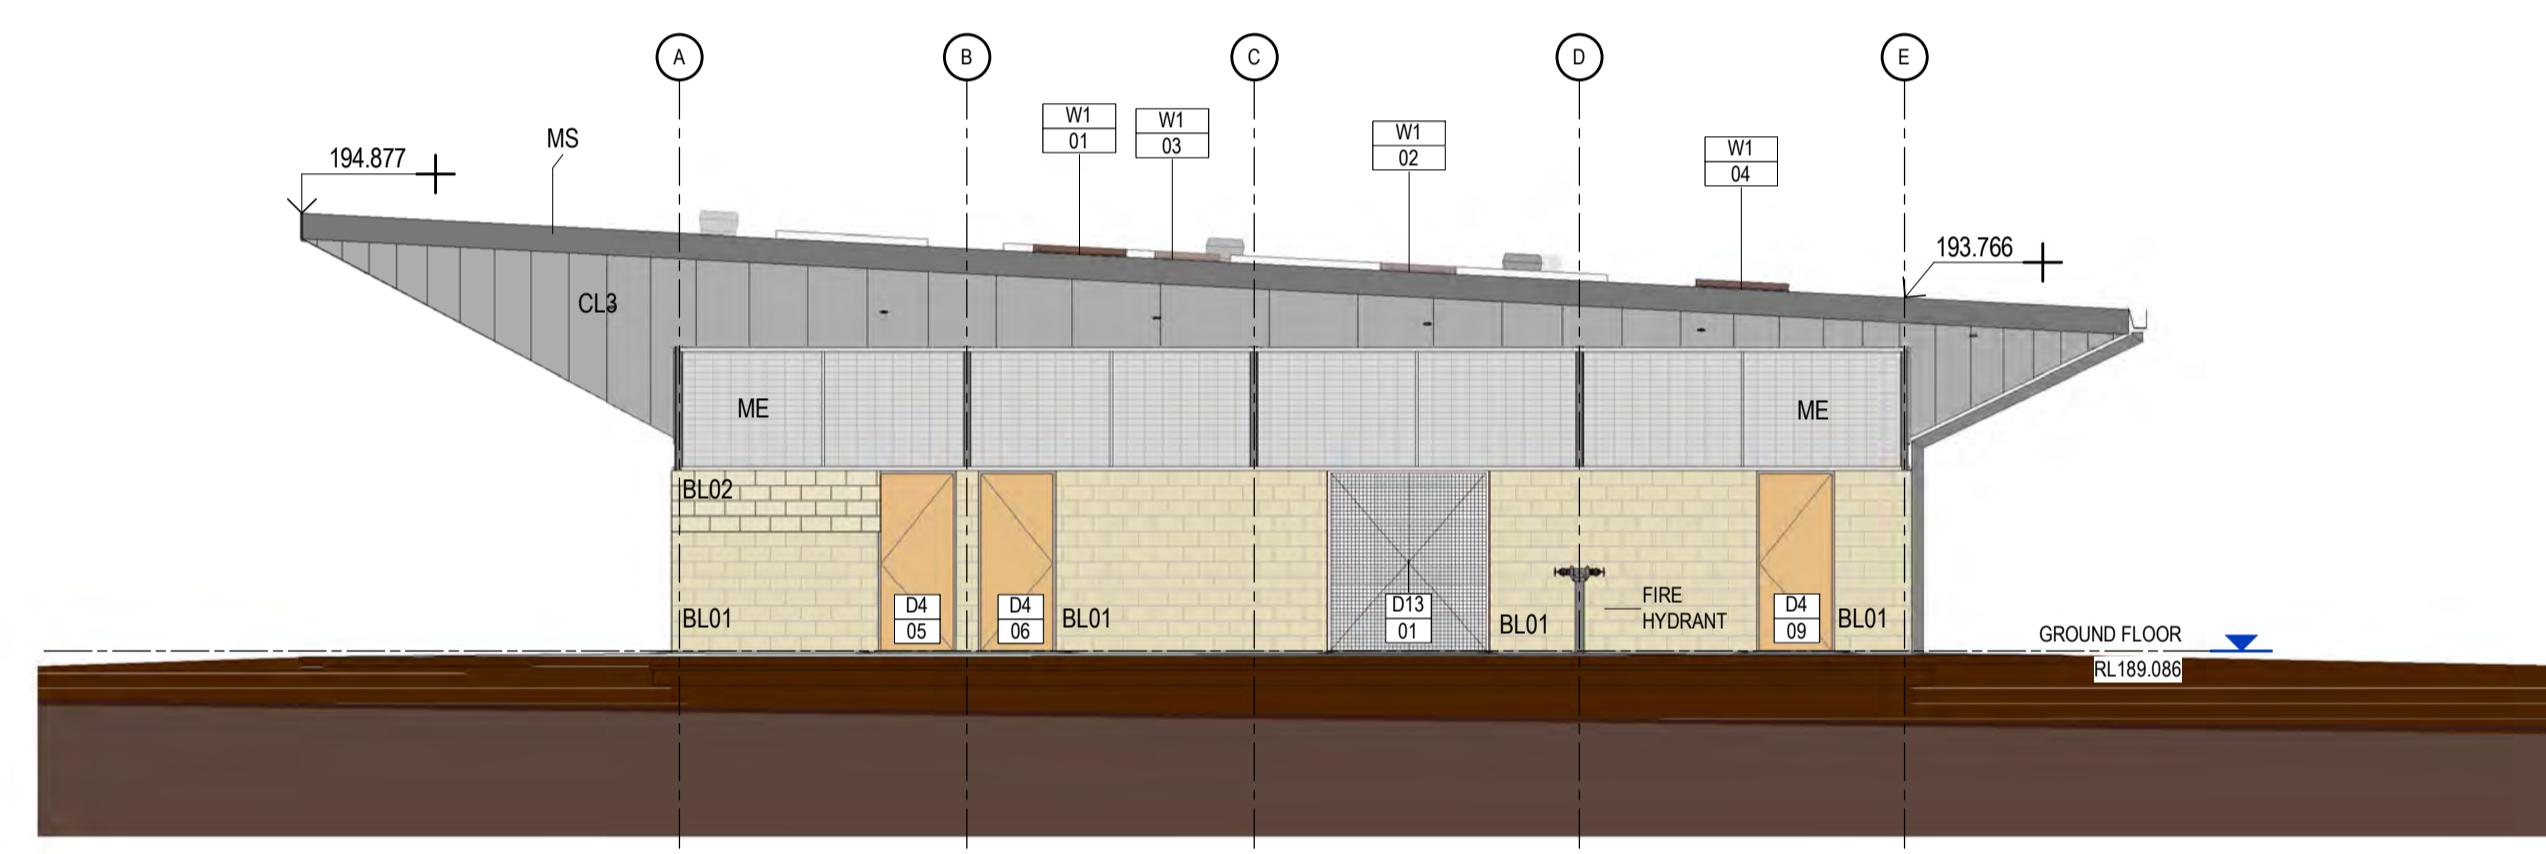 A
B
C
D
E
W1
01
W1
03
W1
02
W1
04
MS
194.877
193.766
CL3
ME
ME
BL02
BL01
D4
05
D4
06
BL01
D13
01
BL01
FIRE
HYDRANT
D4
09
BL01
GROUND FLOOR
RL189.086